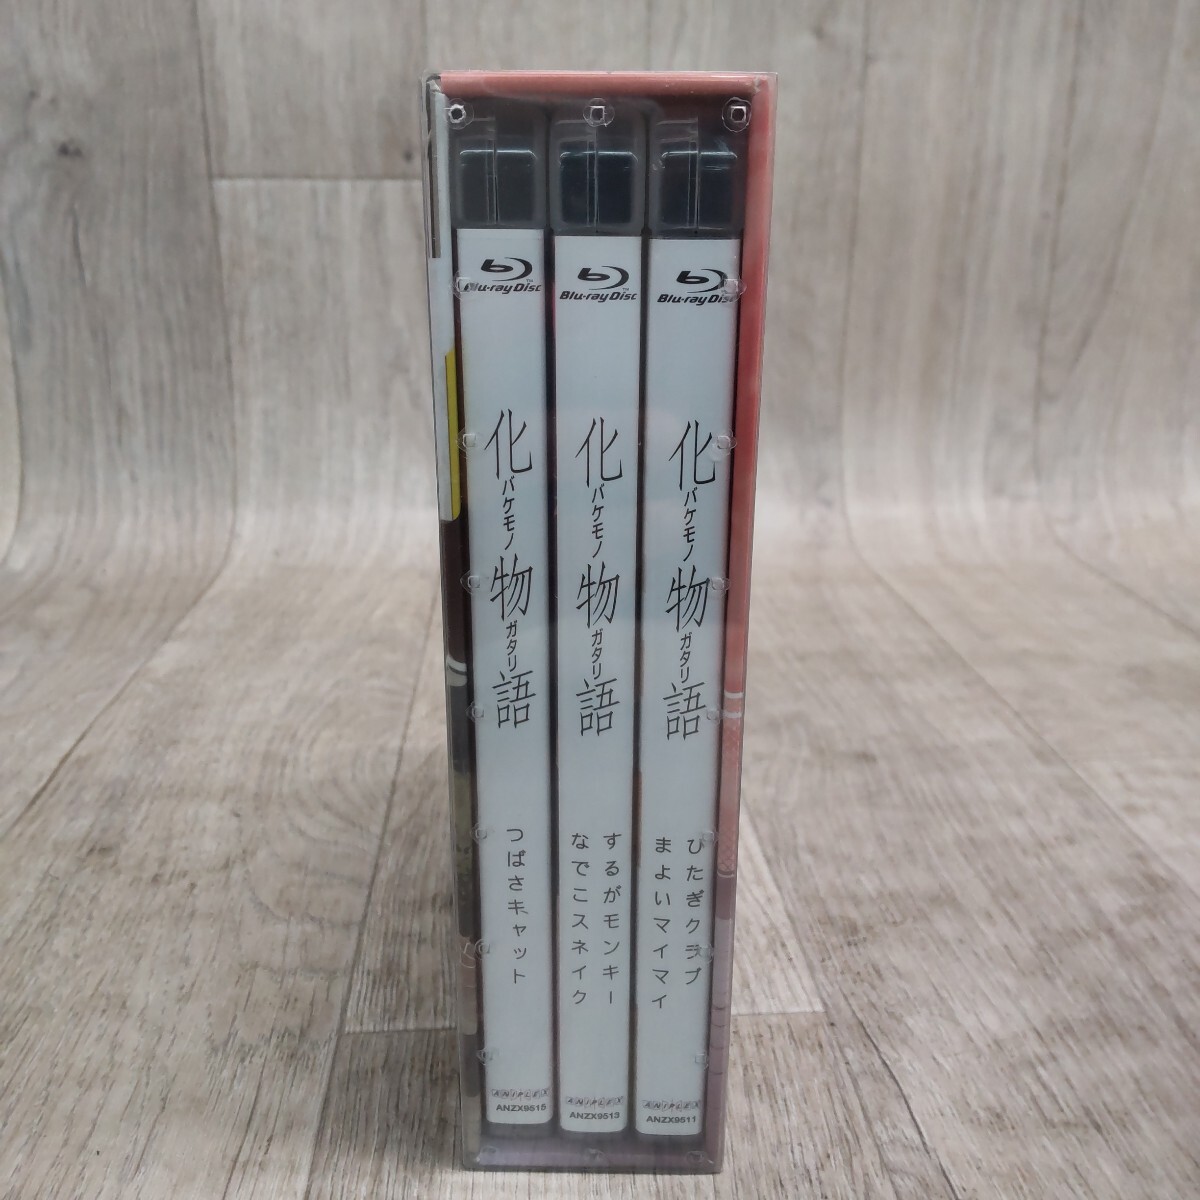 Blu-ray Disc
化バケモノ物ガタリ語
つばさキャット
ANIPLEX
ANZX9515
Blu-ray Disc
化バケモノ物ガタリ語
するがモンキー
なでこスネイク
ANIPLEX
ANZX9513
Blu-ray Disc
化バケモノ物ガタリ語
ひたぎクラブ
まよいマイマイ
ANIPLEX
ANZX9511